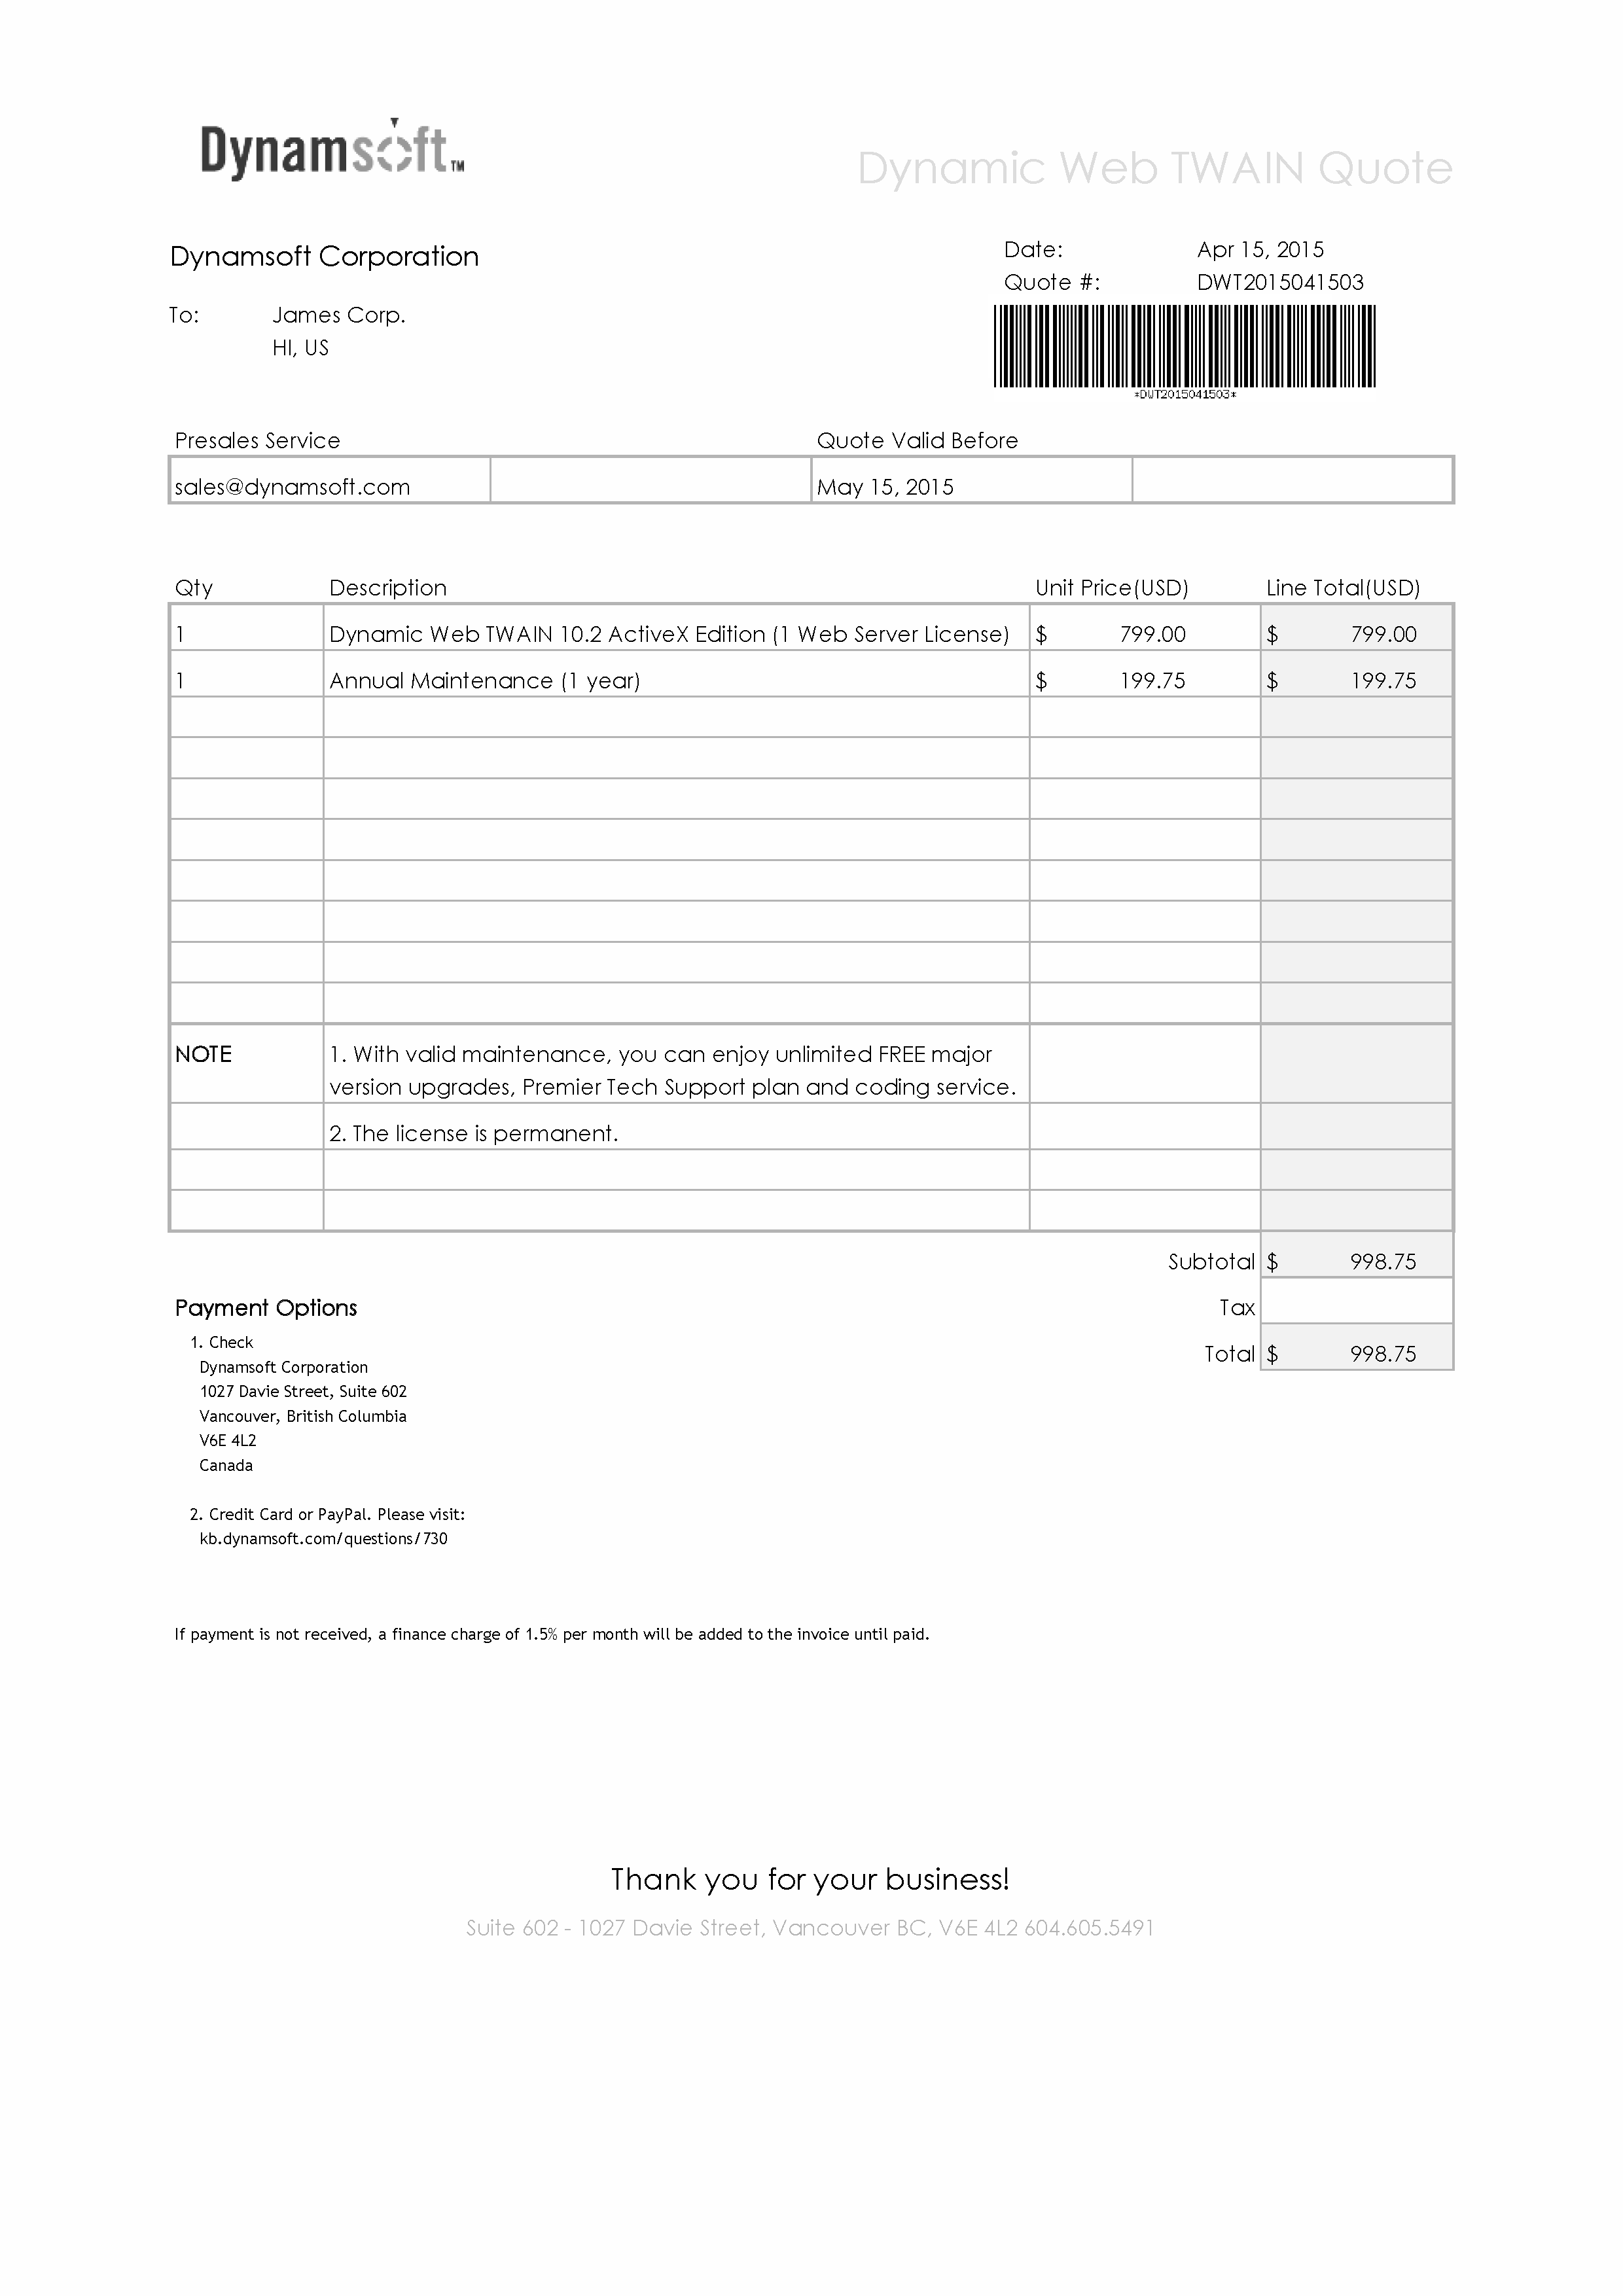 Dynamsoft™
Dynamic Web TWAIN Quote
Dynamsoft Corporation
Date: Apr 15, 2015
Quote #: DWT2015041503
To: James Corp.
HI, US
*DWT2015041503*
Presales Service Quote Valid Before
sales@dynamsoft.com May 15, 2015
Qty Description Unit Price(USD) Line Total(USD)
1 Dynamic Web TWAIN 10.2 ActiveX Edition (1 Web Server License) $ 799.00 $ 799.00
1 Annual Maintenance (1 year) $ 199.75 $ 199.75
NOTE 1. With valid maintenance, you can enjoy unlimited FREE major
version upgrades, Premier Tech Support plan and coding service.
2. The license is permanent.
Subtotal $ 998.75
Tax
Total $ 998.75
Payment Options
1. Check
Dynamsoft Corporation
1027 Davie Street, Suite 602
Vancouver, British Columbia
V6E 4L2
Canada
2. Credit Card or PayPal. Please visit:
kb.dynamsoft.com/questions/730
If payment is not received, a finance charge of 1.5% per month will be added to the invoice until paid.
Thank you for your business!
Suite 602 - 1027 Davie Street, Vancouver BC, V6E 4L2 604.605.5491